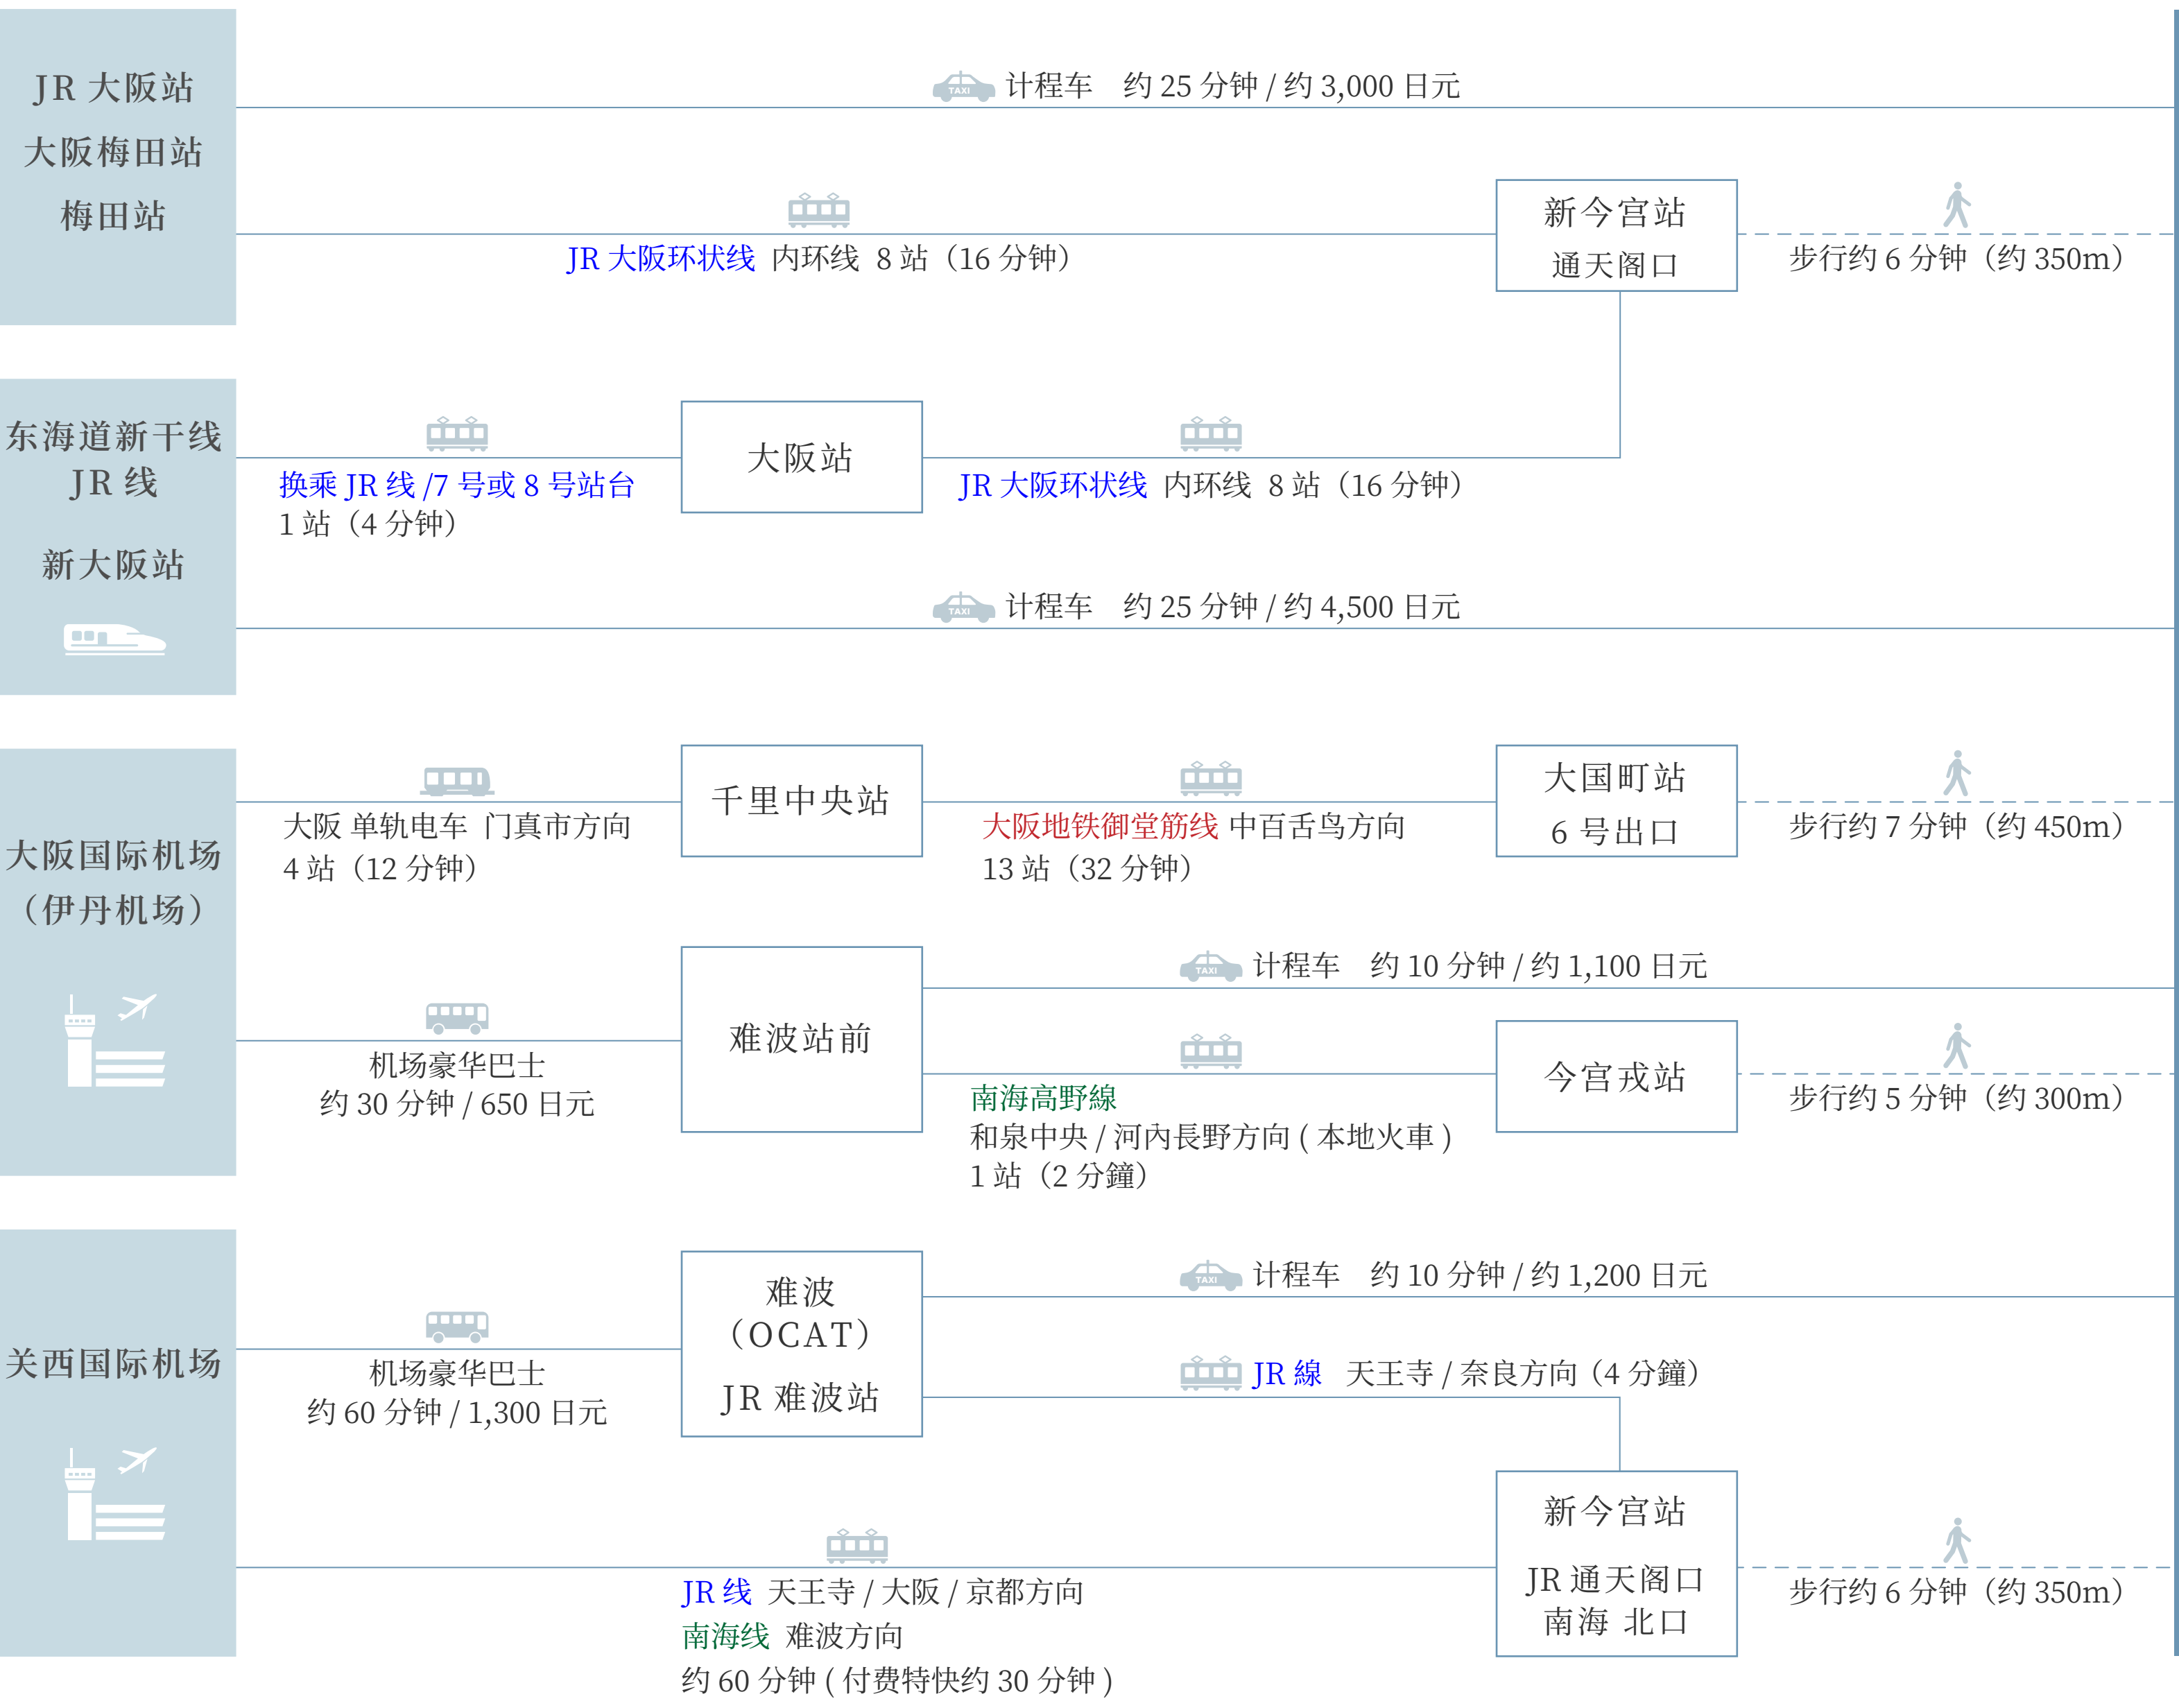 JR 大阪站
大阪梅田站
梅田站
TAXI 计程车 约 25 分钟 / 约 3,000 日元
JR 大阪环状线 内环线 8 站（16 分钟）
新今宫站
通天阁口
步行约 6 分钟（约 350m）
东海道新干线
JR 线
新大阪站
换乘 JR 线 /7 号或 8 号站台
1 站（4 分钟）
大阪站
JR 大阪环状线 内环线 8 站（16 分钟）
TAXI 计程车 约 25 分钟 / 约 4,500 日元
大阪国际机场
（伊丹机场）
大阪 单轨电车 门真市方向
4 站（12 分钟）
千里中央站
大阪地铁御堂筋线 中百舌鸟方向
13 站（32 分钟）
大国町站
6 号出口
步行约 7 分钟（约 450m）
机场豪华巴士
约 30 分钟 / 650 日元
难波站前
TAXI 计程车 约 10 分钟 / 约 1,100 日元
南海高野線
和泉中央 / 河內長野方向 ( 本地火車 )
1 站（2 分鐘）
今宫戎站
步行约 5 分钟（约 300m）
关西国际机场
机场豪华巴士
约 60 分钟 / 1,300 日元
难波
（OCAT）
JR 难波站
TAXI 计程车 约 10 分钟 / 约 1,200 日元
JR 線 天王寺 / 奈良方向（4 分鐘）
JR 线 天王寺 / 大阪 / 京都方向
南海线 难波方向
约 60 分钟 ( 付费特快约 30 分钟 )
新今宫站
JR 通天阁口
南海 北口
步行约 6 分钟（约 350m）